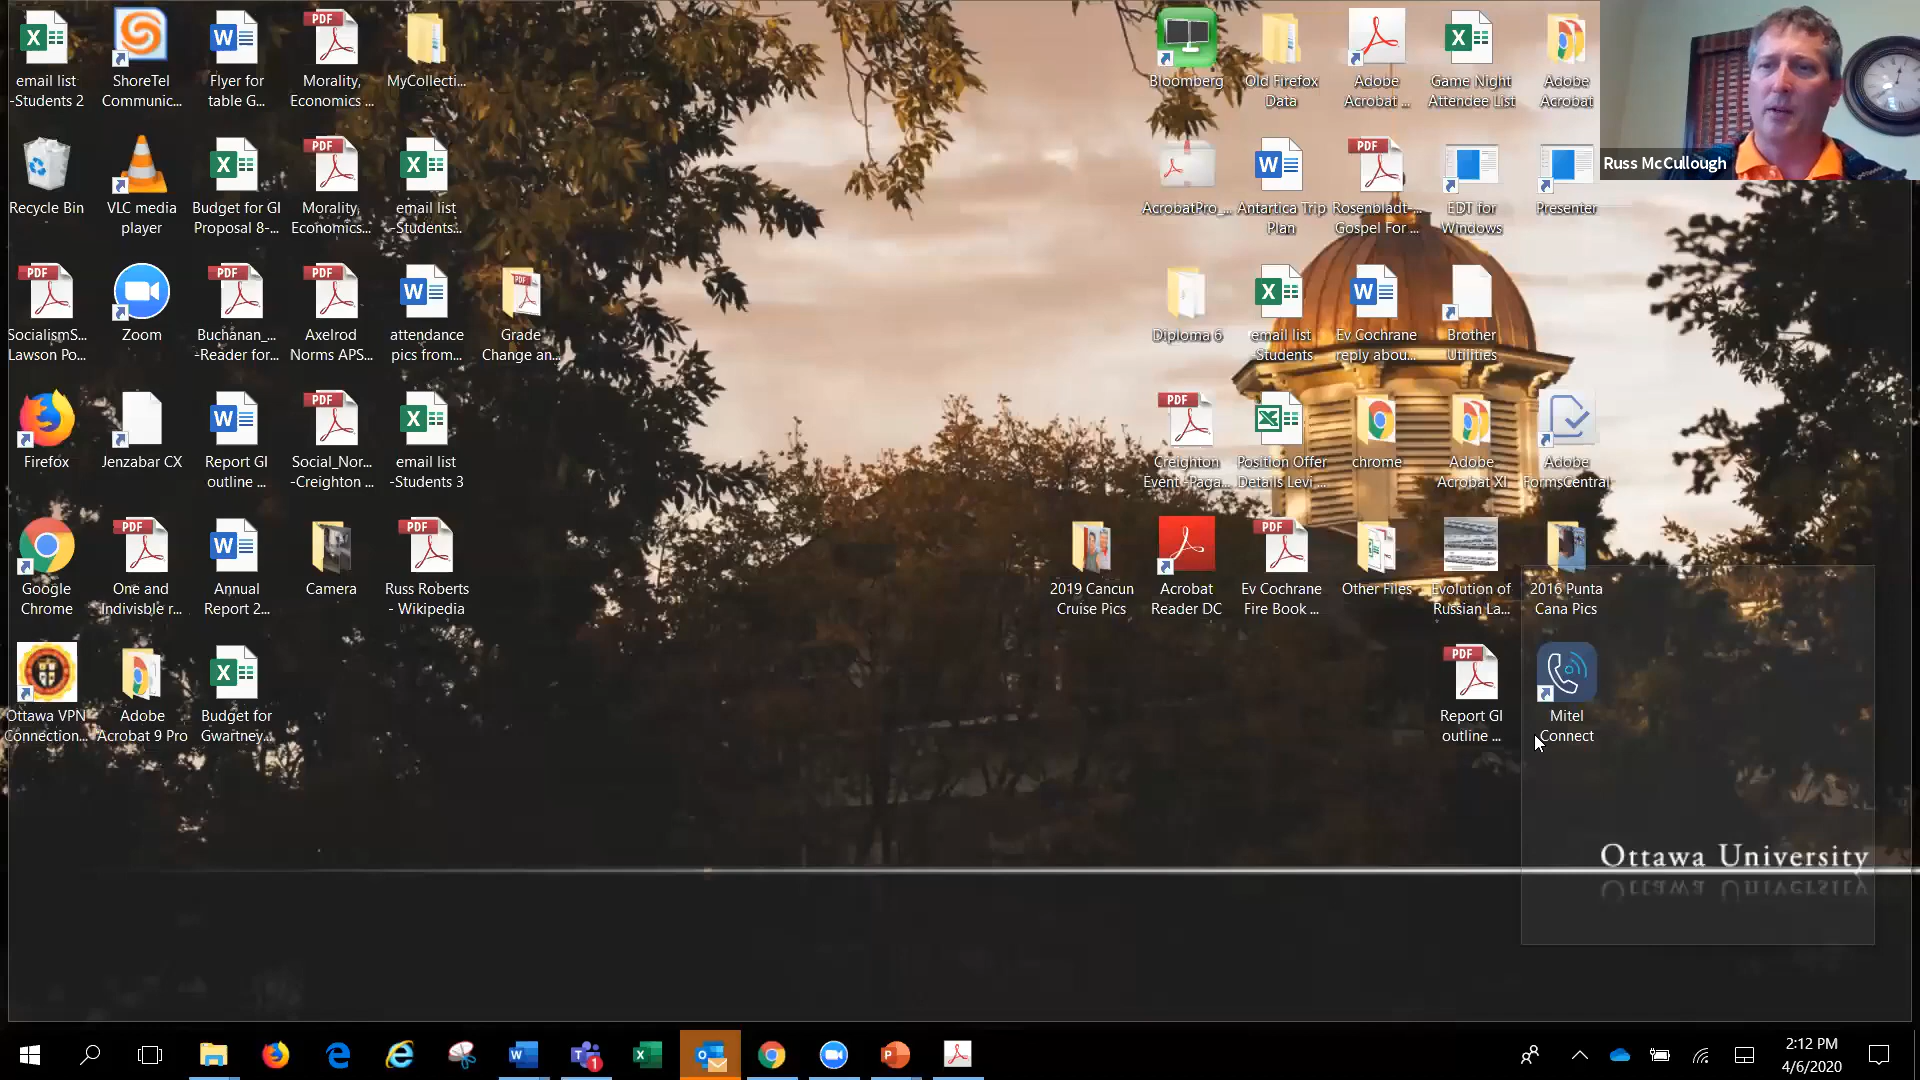 email list
-Students 2
ShoreTel
Communic...
Flyer for
table G...
Morality,
Economics ...
MyCollecti...
Bloomberg
Old Firefox
Data
Adobe
Acrobat ...
Game Night
Attendee List
Adobe
Acrobat
Russ McCullough
Recycle Bin
VLC media
player
Budget for GI
Proposal 8-...
Morality,
Economics...
email list
-Students...
AcrobatPro_...
Antartica Trip
Plan
Rosenbladt-...
Gospel For ...
EDT for
Windows
Presenter
SocialismS...
Lawson Po...
Zoom
Buchanan_...
-Reader for...
Axelrod
Norms APS...
attendance
pics from...
Grade
Change an...
Diploma 6
email list
-Students
Ev Cochrane
reply abou...
Brother
Utilities
Firefox
Jenzabar CX
Report GI
outline ...
Social_Nor...
-Creighton ...
email list
-Students 3
Creighton
Event -Paga...
Position Offer
Details Levi ...
chrome
Adobe
Acrobat XI
Adobe
FormsCentral
Google
Chrome
One and
Indivisble r...
Annual
Report 2...
Camera
Russ Roberts
- Wikipedia
2019 Cancun
Cruise Pics
Acrobat
Reader DC
Ev Cochrane
Fire Book ...
Other Files
Evolution of
Russian La...
2016 Punta
Cana Pics
Ottawa VPN
Connection...
Adobe
Acrobat 9 Pro
Budget for
Gwartney...
Report GI
outline ...
Mitel
Connect
Ottawa University
2:12 PM
4/6/2020